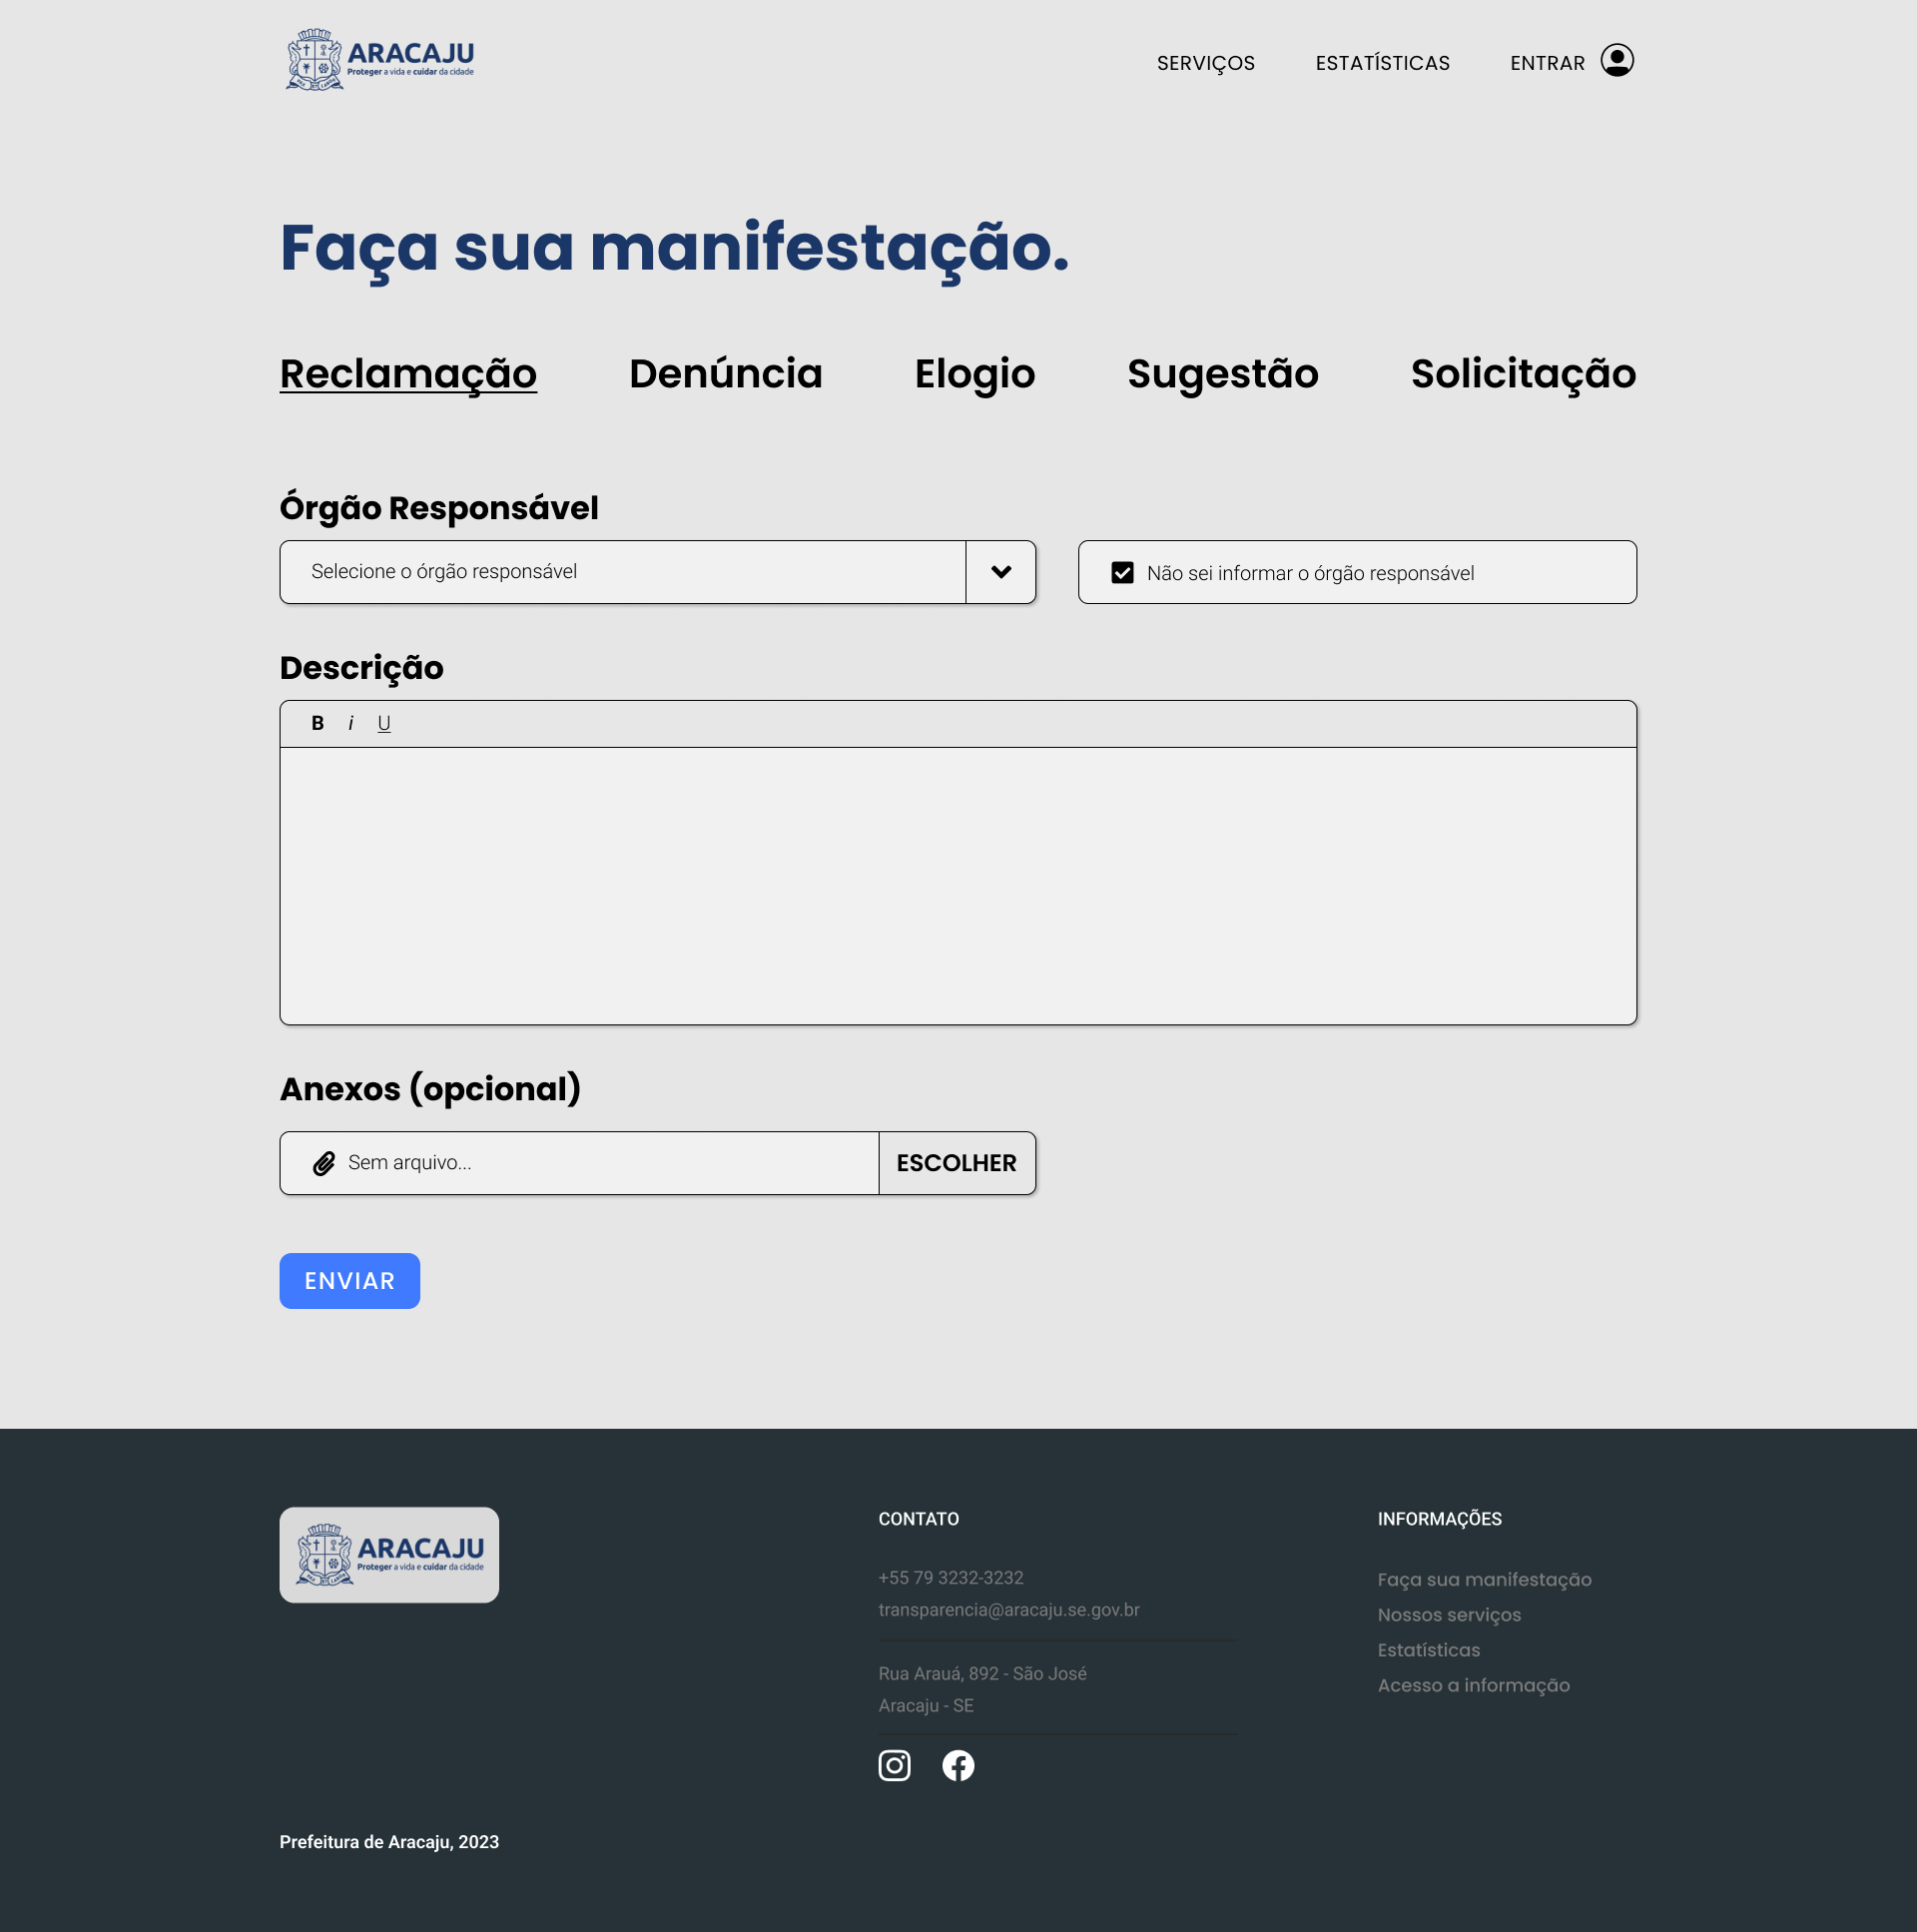 ARACAJU
Proteger a vida e cuidar da cidade
SERVIÇOS
ESTATÍSTICAS
ENTRAR
Faça sua manifestação.
Reclamação
Denúncia
Elogio
Sugestão
Solicitação
Órgão Responsável
Selecione o órgão responsável
Não sei informar o órgão responsável
Descrição
B i U
Anexos (opcional)
Sem arquivo...
ESCOLHER
ENVIAR
ARACAJU
Proteger a vida e cuidar da cidade
CONTATO
+55 79 3232-3232
transparencia@aracaju.se.gov.br
Rua Arauá, 892 - São José
Aracaju - SE
INFORMAÇÕES
Faça sua manifestação
Nossos serviços
Estatísticas
Acesso a informação
Prefeitura de Aracaju, 2023